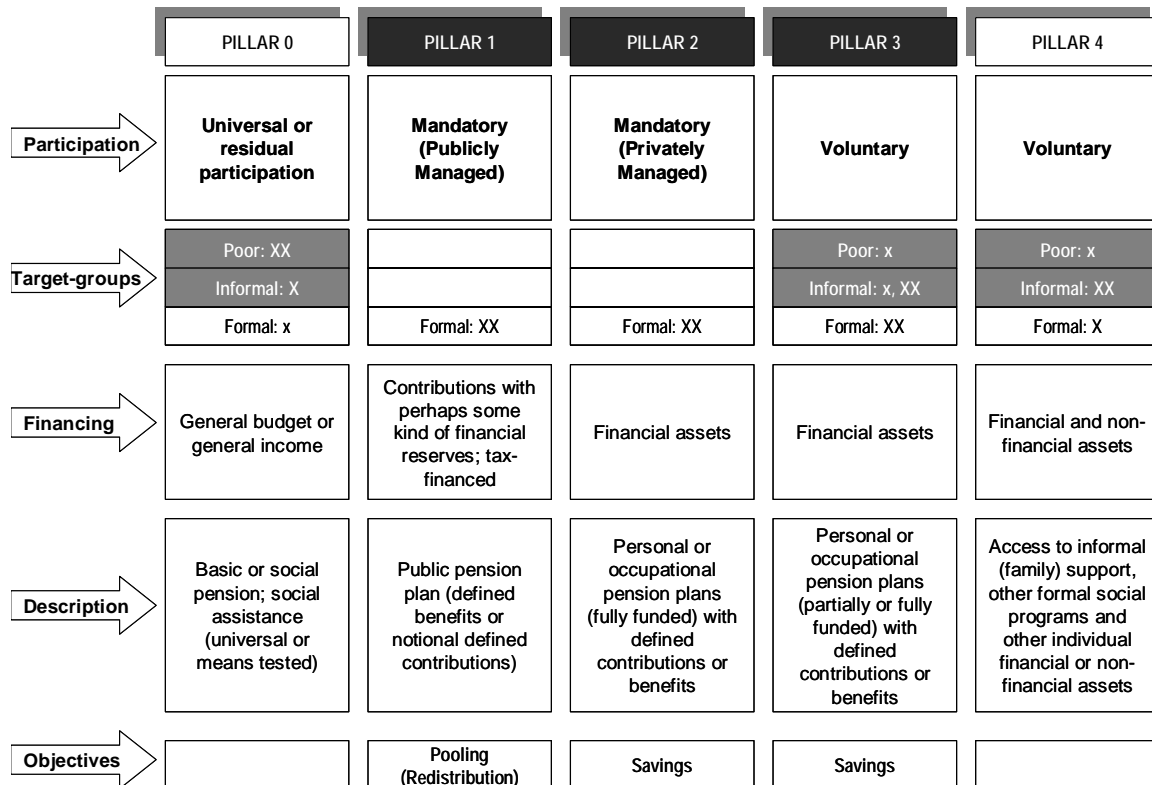 PILLAR 0
PILLAR 1
PILLAR 2
PILLAR 3
PILLAR 4
Participation
Universal or
residual
participation
Mandatory
(Publicly
Managed)
Mandatory
(Privately
Managed)
Voluntary
Voluntary
Target-groups
Poor: XX
Informal: X
Formal: x
Formal: XX
Formal: XX
Poor: x
Informal: x, XX
Formal: XX
Poor: x
Informal: XX
Formal: X
Financing
General budget or
general income
Contributions with
perhaps some
kind of financial
reserves; tax-
financed
Financial assets
Financial assets
Financial and non-
financial assets
Description
Basic or social
pension; social
assistance
(universal or
means tested)
Public pension
plan (defined
benefits or
notional defined
contributions)
Personal or
occupational
pension plans
(fully funded) with
defined
contributions or
benefits
Personal or
occupational
pension plans
(partially or fully
funded) with
defined
contributions or
benefits
Access to informal
(family) support,
other formal social
programs and
other individual
financial or non-
financial assets
Objectives
Pooling
(Redistribution)
Savings
Savings